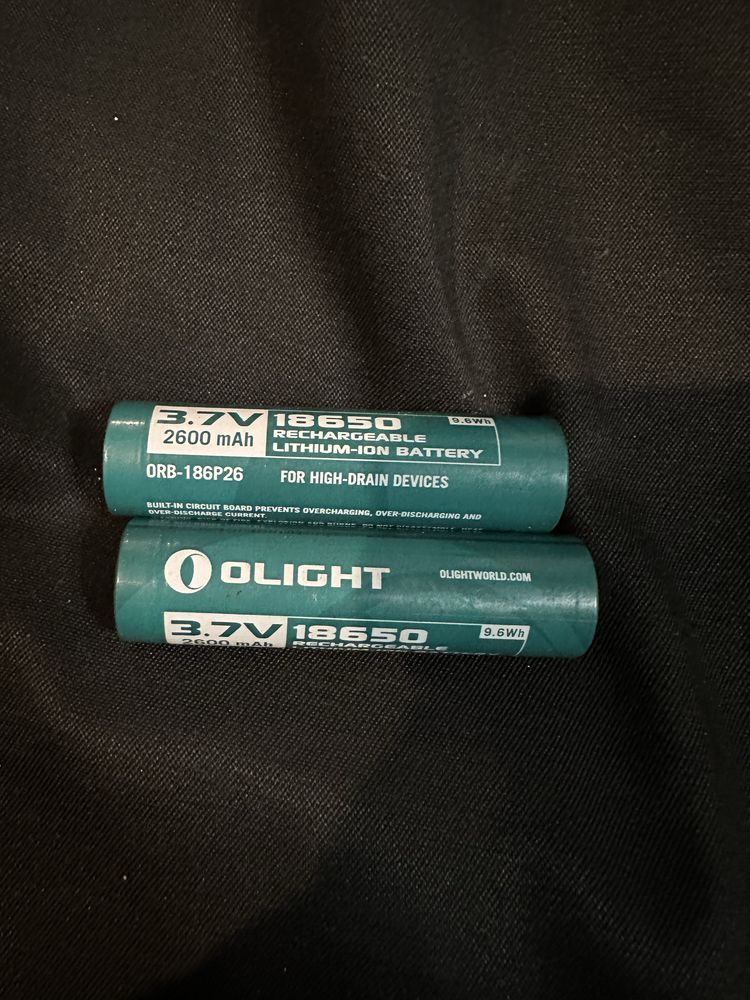 3.7V 18650 9.6Wh
2600 mAh RECHARGEABLE
LITHIUM-ION BATTERY
ORB-186P26 FOR HIGH-DRAIN DEVICES
BUILT-IN CIRCUIT BOARD PREVENTS OVERCHARGING, OVER-DISCHARGING AND
OVER-DISCHARGE CURRENT.
OLIGHT OLIGHTWORLD.COM
3.7V 18650 9.6Wh
2600 mAh RECHARGEABLE